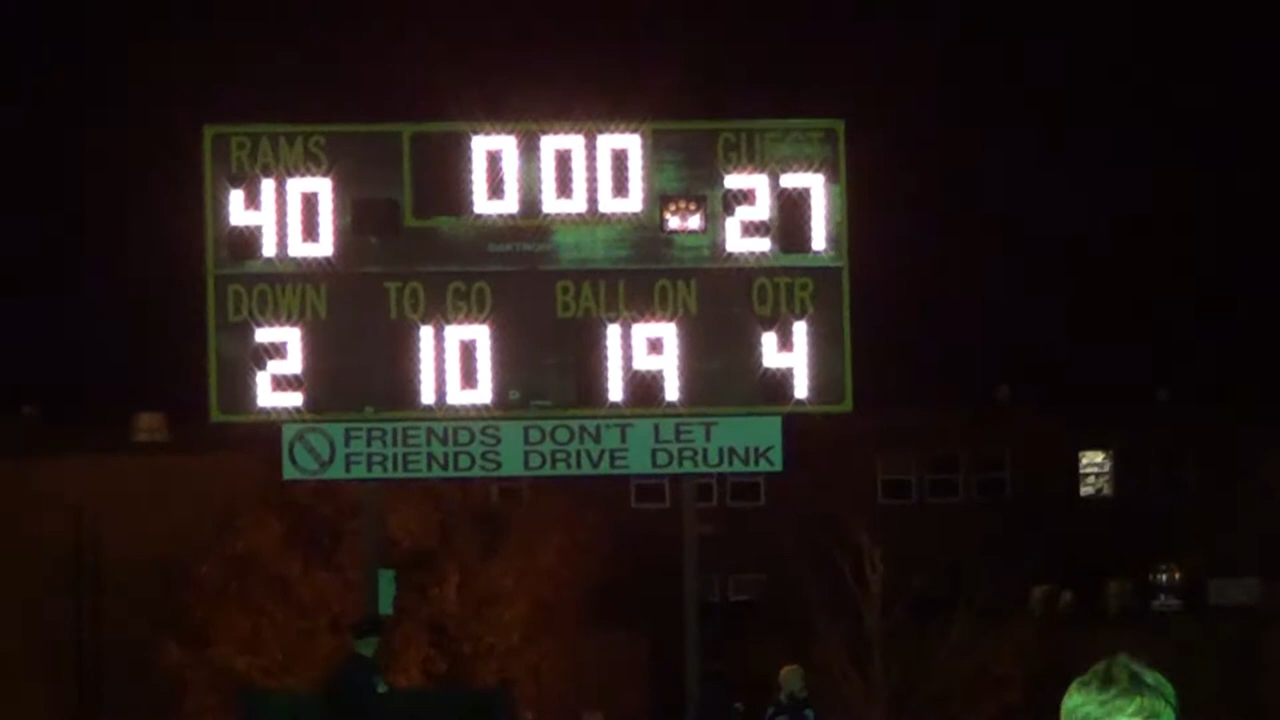 RAMS 0 00 GUEST
40 27
DOWN TO GO BALL ON QTR
2 10 19 4
FRIENDS DON'T LET
FRIENDS DRIVE DRUNK